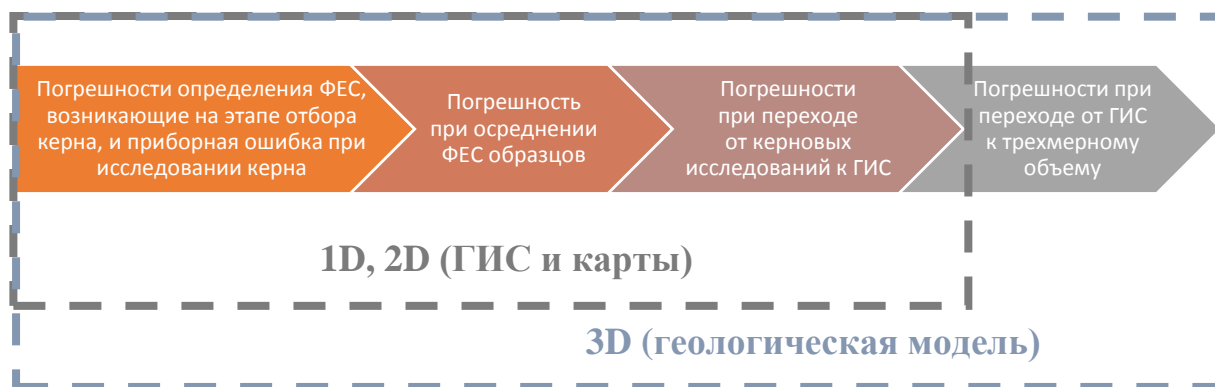 Погрешности определения ФЕС,
возникающие на этапе отбора
керна, и приборная ошибка при
исследовании керна
Погрешность
при осреднении
ФЕС образцов
Погрешности
при переходе
от керновых
исследований к ГИС
Погрешности при
переходе от ГИС
к трехмерному
объему
1D, 2D (ГИС и карты)
3D (геологическая модель)